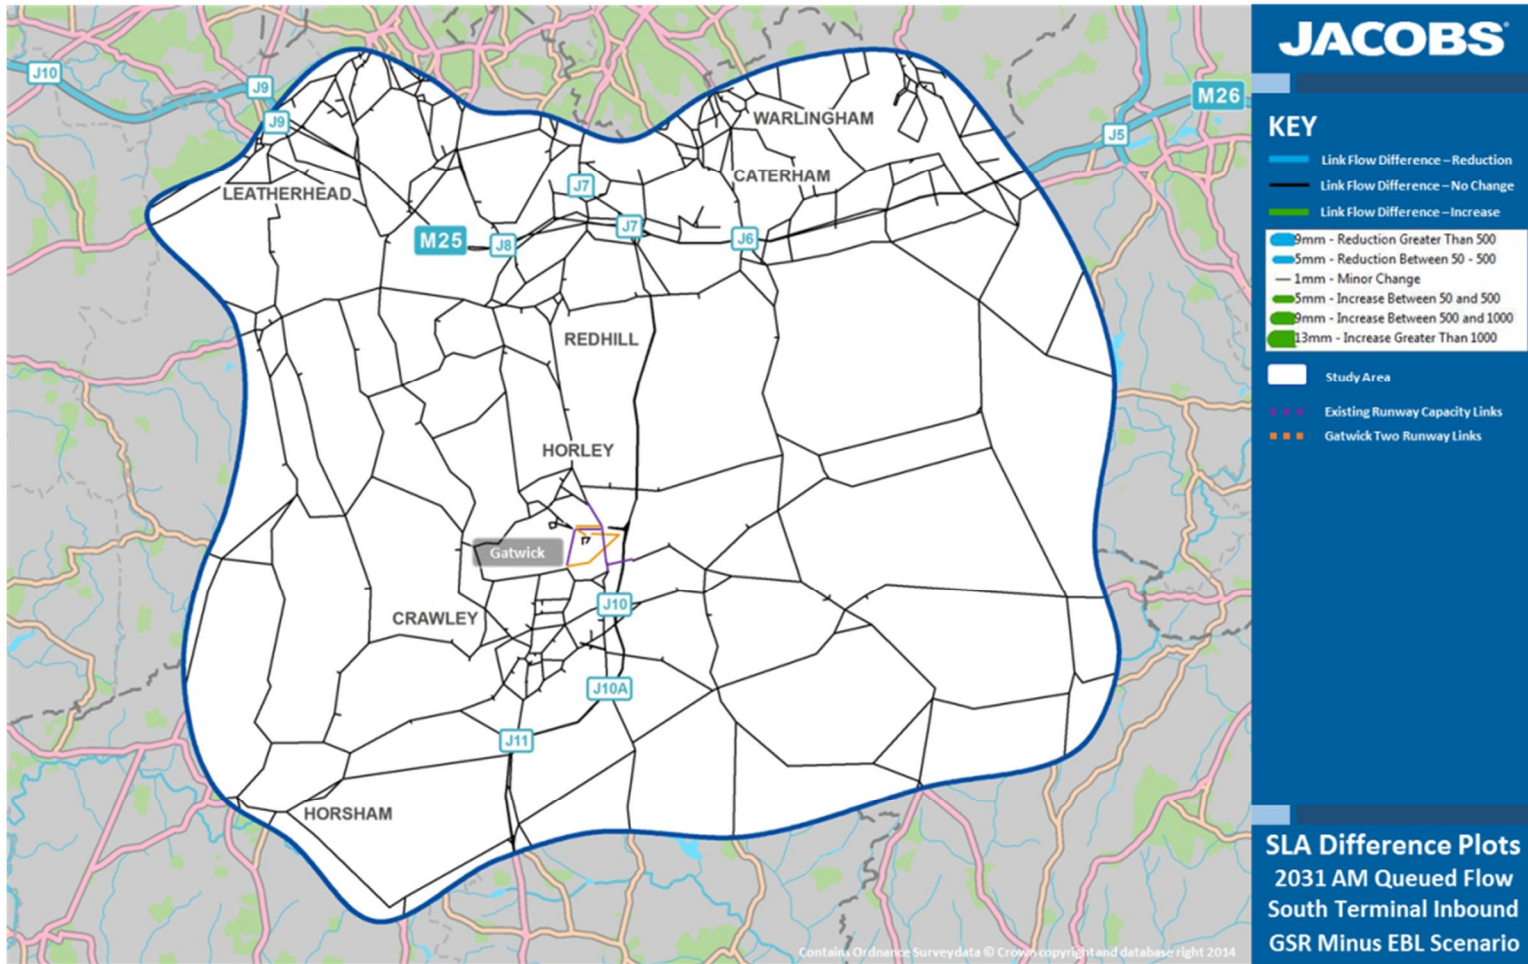 J10
J9
J9
M26
J5
WARLINGHAM
CATERHAM
LEATHERHEAD
J7
J7
M25
J8
J6
REDHILL
HORLEY
Gatwick
J10
CRAWLEY
J10A
J11
HORSHAM
Contains Ordnance Survey data © Crown copyright and database right 2014
JACOBS
KEY
Link Flow Difference – Reduction
Link Flow Difference – No Change
Link Flow Difference – Increase
9mm - Reduction Greater Than 500
5mm - Reduction Between 50 - 500
1mm - Minor Change
5mm - Increase Between 50 and 500
9mm - Increase Between 500 and 1000
13mm - Increase Greater Than 1000
Study Area
Existing Runway Capacity Links
Gatwick Two Runway Links
SLA Difference Plots
2031 AM Queued Flow
South Terminal Inbound
GSR Minus EBL Scenario